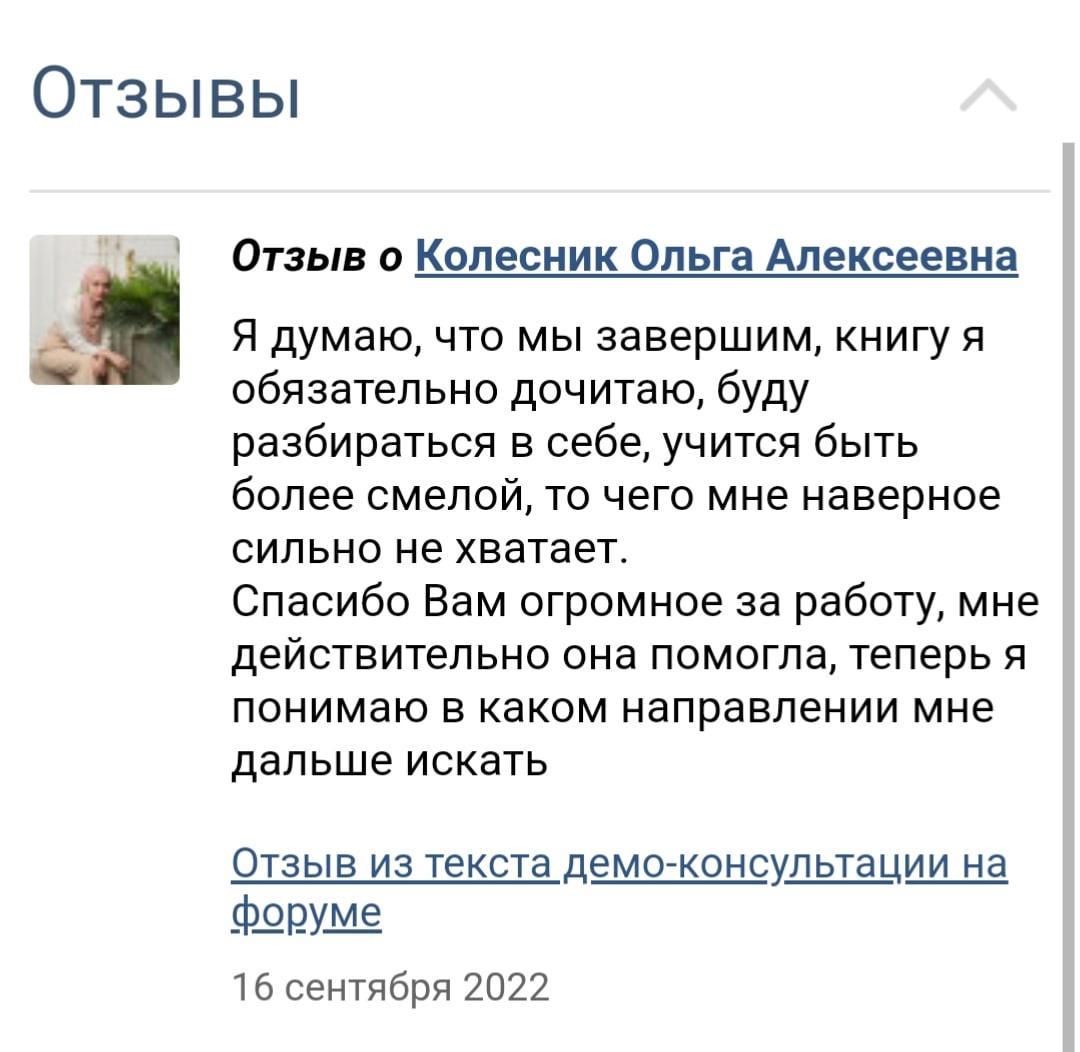 Отзывы
Отзыв о Колесник Ольга Алексеевна
Я думаю, что мы завершим, книгу я
обязательно дочитаю, буду
разбираться в себе, учится быть
более смелой, то чего мне наверное
сильно не хватает.
Спасибо Вам огромное за работу, мне
действительно она помогла, теперь я
понимаю в каком направлении мне
дальше искать
Отзыв из текста демо-консультации на
форуме
16 сентября 2022